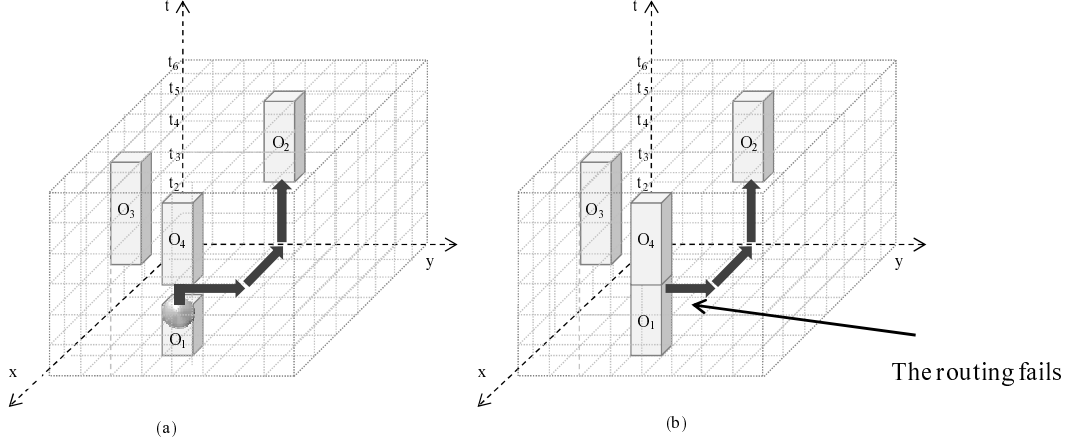 t
t6
t5
t4
t3
t2
O2
O3
O4
O1
y
x
(a)
t
t6
t5
t4
t3
t2
O2
O3
O4
O1
y
x
The routing fails
(b)